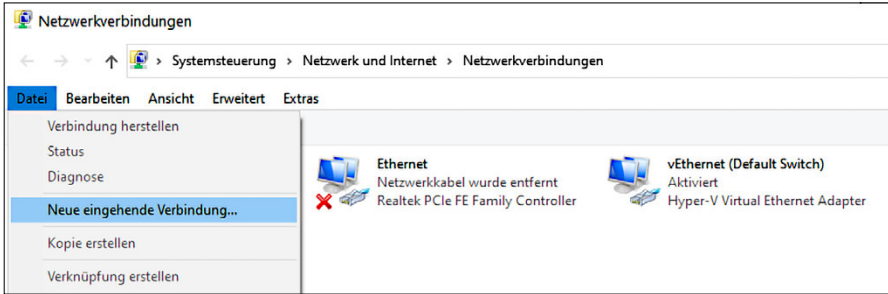 Netzwerkverbindungen
Systemsteuerung > Netzwerk und Internet > Netzwerkverbindungen
Datei Bearbeiten Ansicht Erweitert Extras
Verbindung herstellen
Status
Diagnose
Neue eingehende Verbindung...
Kopie erstellen
Verknüpfung erstellen
Ethernet
Netzwerkkabel wurde entfernt
Realtek PCIe FE Family Controller
vEthernet (Default Switch)
Aktiviert
Hyper-V Virtual Ethernet Adapter